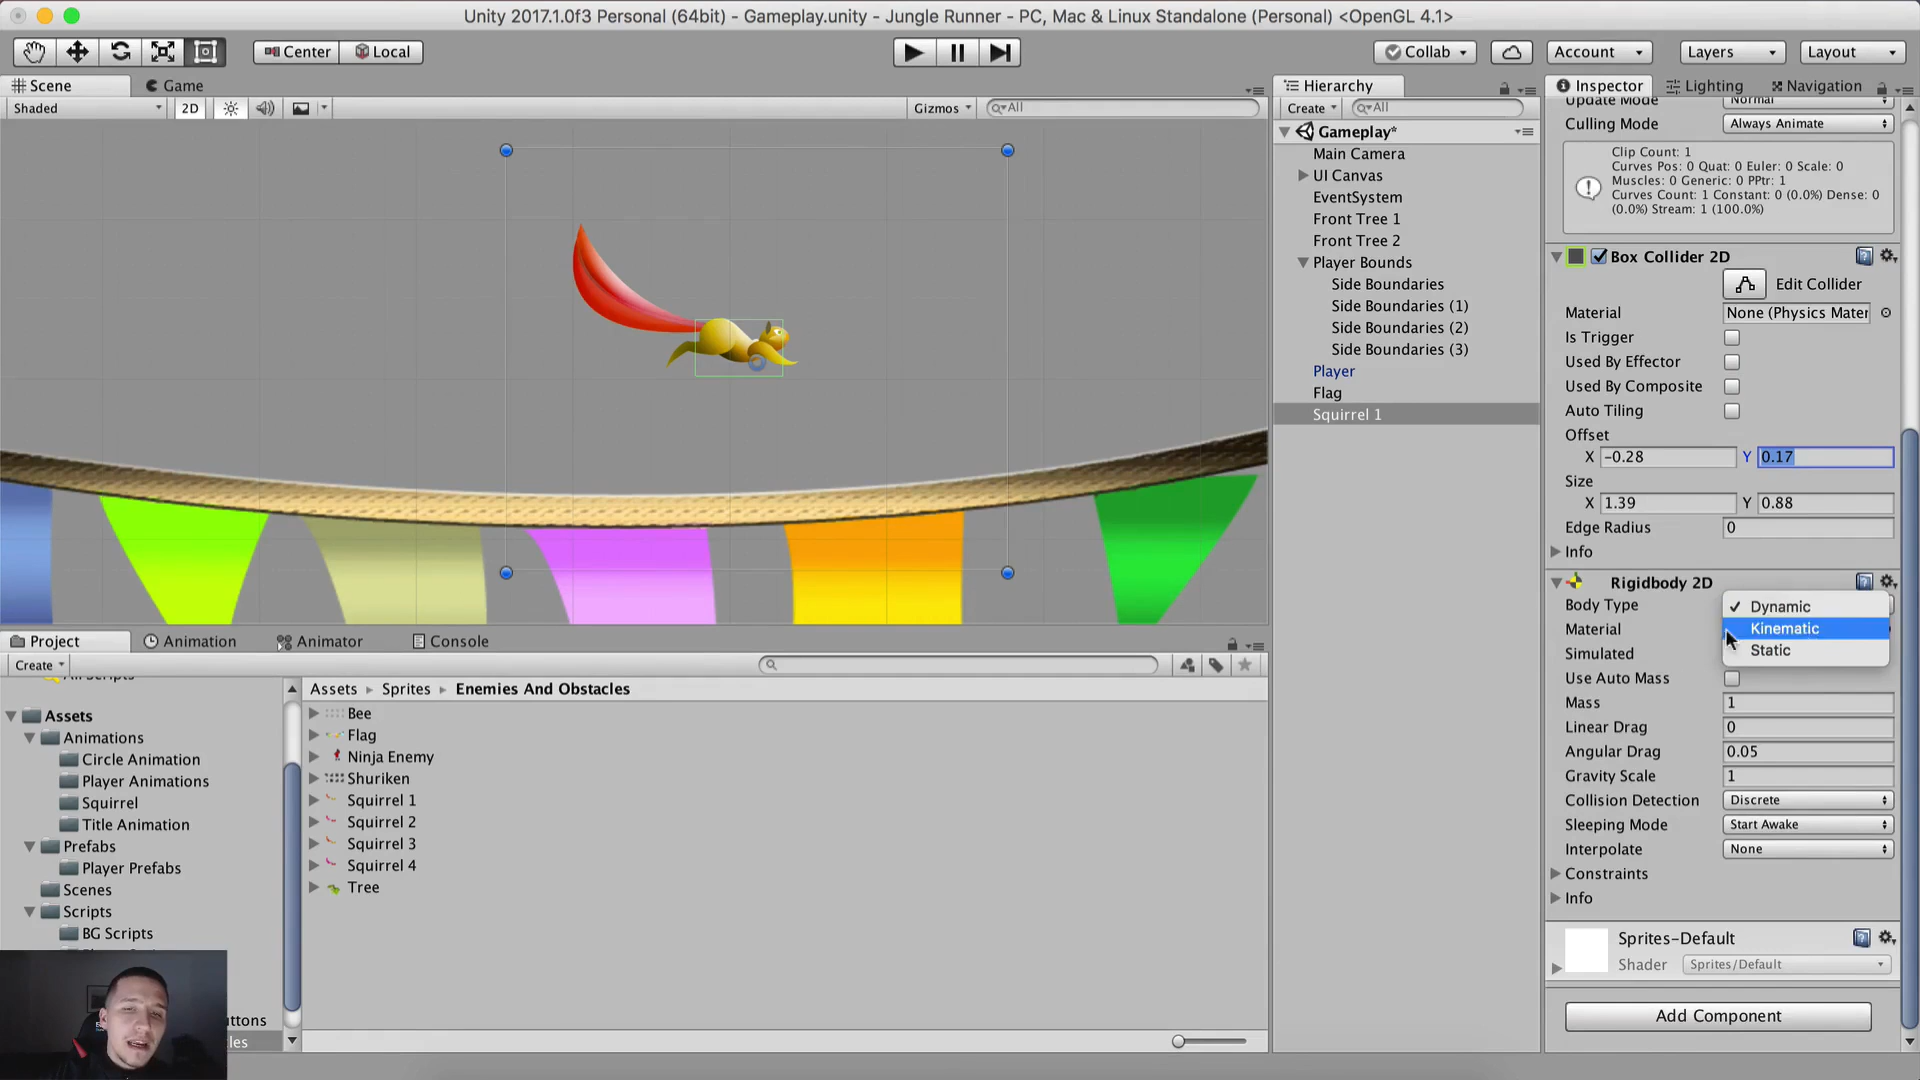 Unity 2017.1.0f3 Personal (64bit) - Gameplay.unity - Jungle Runner - PC, Mac & Linux Standalone (Personal) <OpenGL 4.1>
Center Local Collab Account Layers Layout
Scene Game
Shaded 2D Gizmos All
Hierarchy
Create All
Gameplay*
Main Camera
UI Canvas
EventSystem
Front Tree 1
Front Tree 2
Player Bounds
Side Boundaries
Side Boundaries (1)
Side Boundaries (2)
Side Boundaries (3)
Player
Flag
Squirrel 1
Inspector Lighting Navigation
Update Mode Normal
Culling Mode Always Animate
Clip Count: 1
Curves Pos: 0 Quat: 0 Euler: 0 Scale: 0
Muscles: 0 Generic: 0 PPtr: 1
Curves Count: 1 Constant: 0 (0.0%) Dense: 0
(0.0%) Stream: 1 (100.0%)
Box Collider 2D
Edit Collider
Material None (Physics Mater
Is Trigger
Used By Effector
Used By Composite
Auto Tiling
Offset
X -0.28 Y 0.17
Size
X 1.39 Y 0.88
Edge Radius 0
Info
Rigidbody 2D
Body Type Dynamic
Material Kinematic
Simulated Static
Use Auto Mass
Mass 1
Linear Drag 0
Angular Drag 0.05
Gravity Scale 1
Collision Detection Discrete
Sleeping Mode Start Awake
Interpolate None
Constraints
Info
Sprites-Default
Shader Sprites/Default
Add Component
Project Animation Animator Console
Create
All Scripts
Assets
Animations
Circle Animation
Player Animations
Squirrel
Title Animation
Prefabs
Player Prefabs
Scenes
Scripts
BG Scripts
uttons
les
Assets Sprites Enemies And Obstacles
Bee
Flag
Ninja Enemy
Shuriken
Squirrel 1
Squirrel 2
Squirrel 3
Squirrel 4
Tree